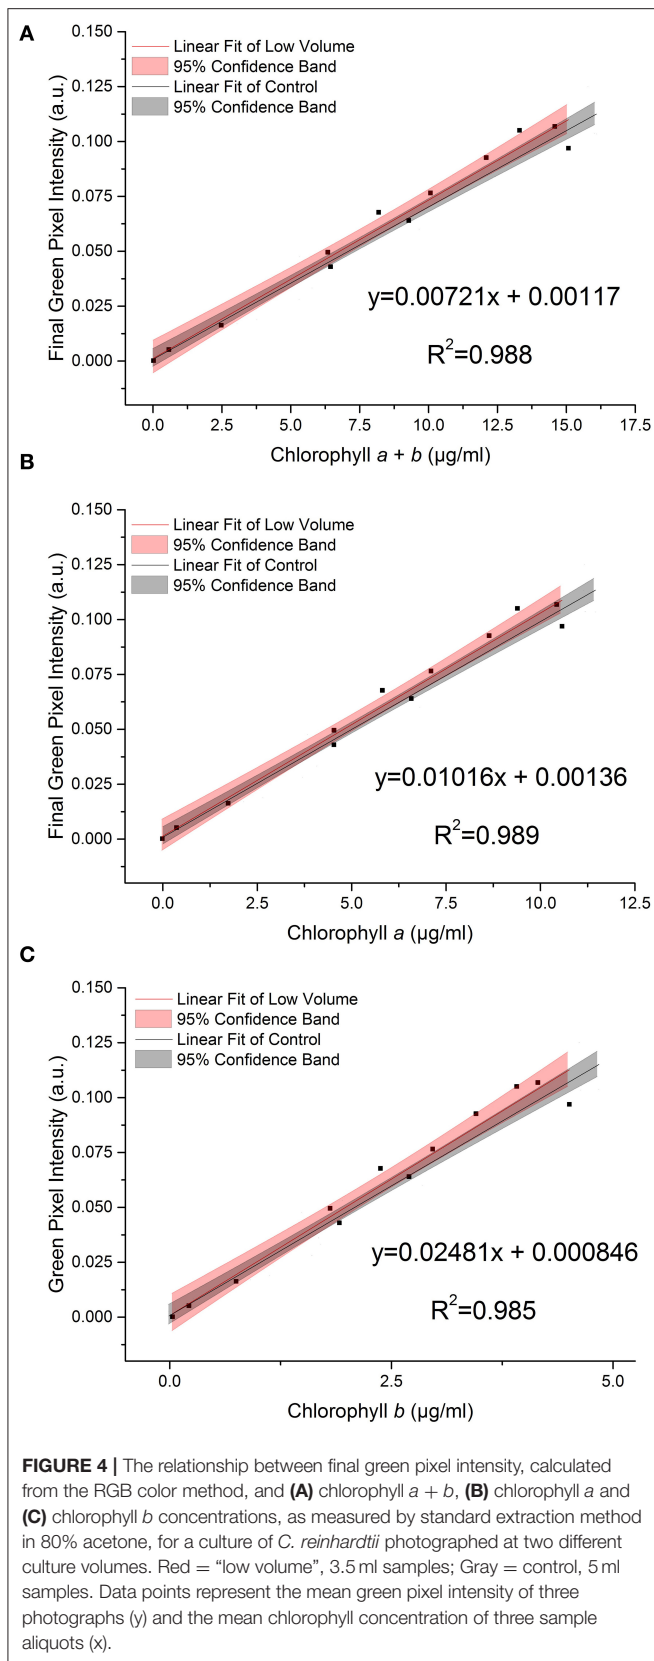 A
0.150
Linear Fit of Low Volume
95% Confidence Band
Linear Fit of Control
95% Confidence Band
0.125
0.100
0.075
0.050
0.025
0.000
Final Green Pixel Intensity (a.u.)
y=0.00721x + 0.00117
R²=0.988
0.0 2.5 5.0 7.5 10.0 12.5 15.0 17.5
Chlorophyll a + b (µg/ml)
B
0.150
Linear Fit of Low Volume
95% Confidence Band
Linear Fit of Control
95% Confidence Band
0.125
0.100
0.075
0.050
0.025
0.000
Final Green Pixel Intensity (a.u.)
y=0.01016x + 0.00136
R²=0.989
0.0 2.5 5.0 7.5 10.0 12.5
Chlorophyll a (µg/ml)
C
0.150
Linear Fit of Low Volume
95% Confidence Band
Linear Fit of Control
95% Confidence Band
0.125
0.100
0.075
0.050
0.025
0.000
Green Pixel Intensity (a.u.)
y=0.02481x + 0.000846
R²=0.985
0.0 2.5 5.0
Chlorophyll b (µg/ml)
FIGURE 4 | The relationship between final green pixel intensity, calculated
from the RGB color method, and (A) chlorophyll a + b, (B) chlorophyll a and
(C) chlorophyll b concentrations, as measured by standard extraction method
in 80% acetone, for a culture of C. reinhardtii photographed at two different
culture volumes. Red = “low volume”, 3.5 ml samples; Gray = control, 5 ml
samples. Data points represent the mean green pixel intensity of three
photographs (y) and the mean chlorophyll concentration of three sample
aliquots (x).